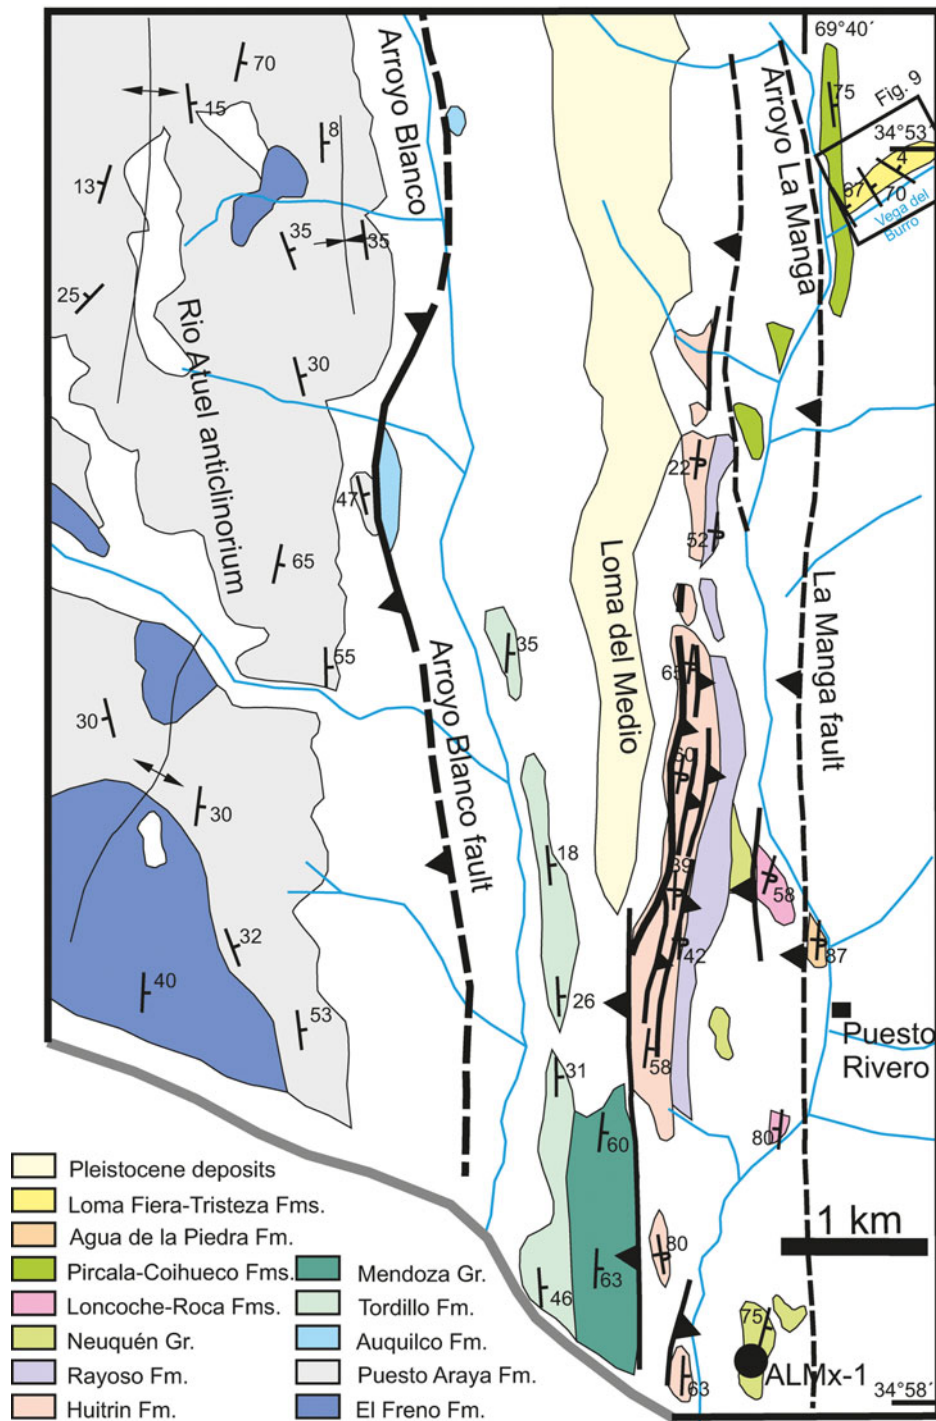 69°40´
70
Arroyo Blanco
15
75
Fig. 9
8
Arroyo La Manga
34°53´
4
13
67
70
Vega del
Burro
35
35
25
Rio Atuel anticlinorium
30
22
47
52
65
Loma del Medio
La Manga fault
35
55
65
30
60
Arroyo Blanco fault
30
18
39
58
32
42
87
40
26
53
Puesto
Rivero
31
58
60
80
1 km
80
63
46
75
ALMx-1
63
34°58´
Pleistocene deposits
Loma Fiera-Tristeza Fms.
Agua de la Piedra Fm.
Pircala-Coihueco Fms.
Loncoche-Roca Fms.
Neuquén Gr.
Rayoso Fm.
Huitrin Fm.
Mendoza Gr.
Tordillo Fm.
Auquilco Fm.
Puesto Araya Fm.
El Freno Fm.